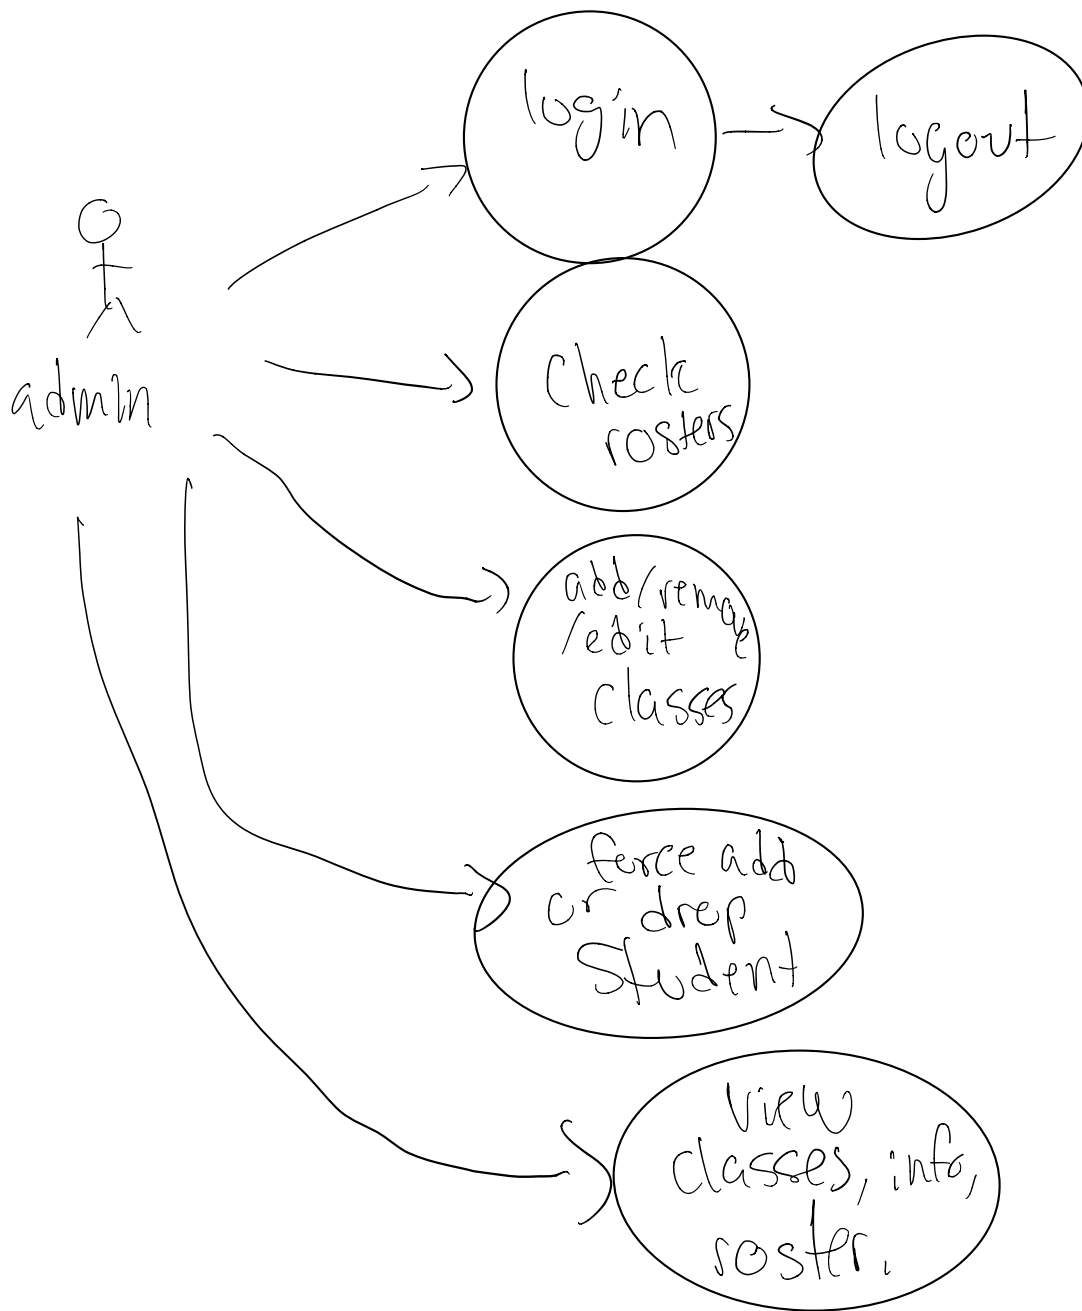 login
logout
admin
Check
rosters
add/remove
/edit
classes
force add
or drop
Student
View
classes, info,
roster.